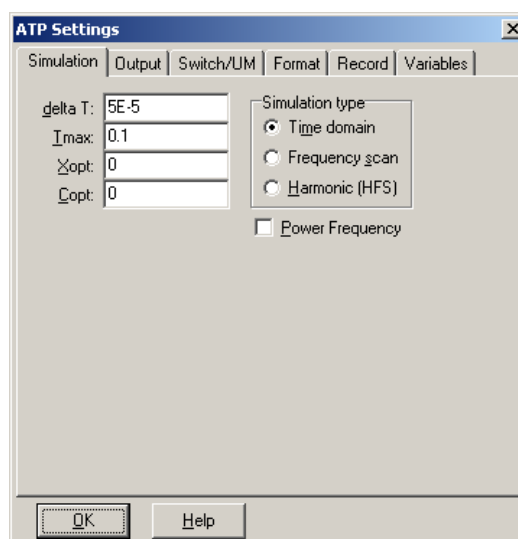 ATP Settings
Simulation Output Switch/UM Format Record Variables
delta T: 5E-5
Tmax: 0.1
Xopt: 0
Copt: 0
Simulation type
Time domain
Frequency scan
Harmonic (HFS)
Power Frequency
OK Help